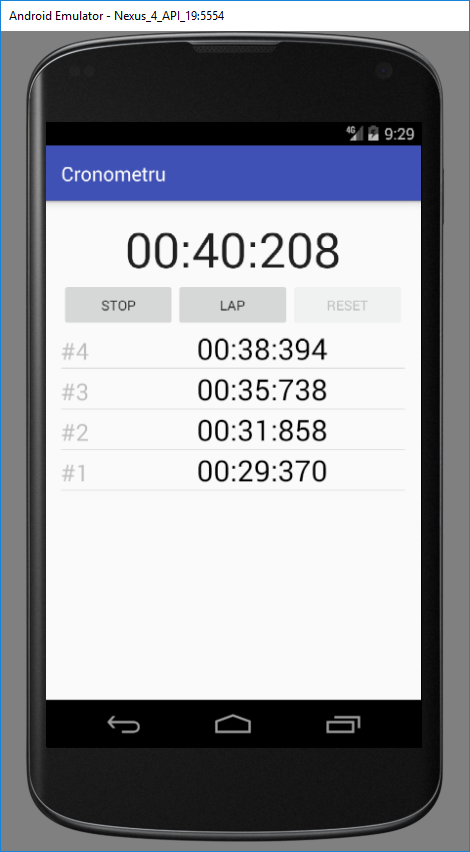 Android Emulator - Nexus_4_API_19:5554
4G 9:29
Cronometru
00:40:208
STOP LAP RESET
#4 00:38:394
#3 00:35:738
#2 00:31:858
#1 00:29:370